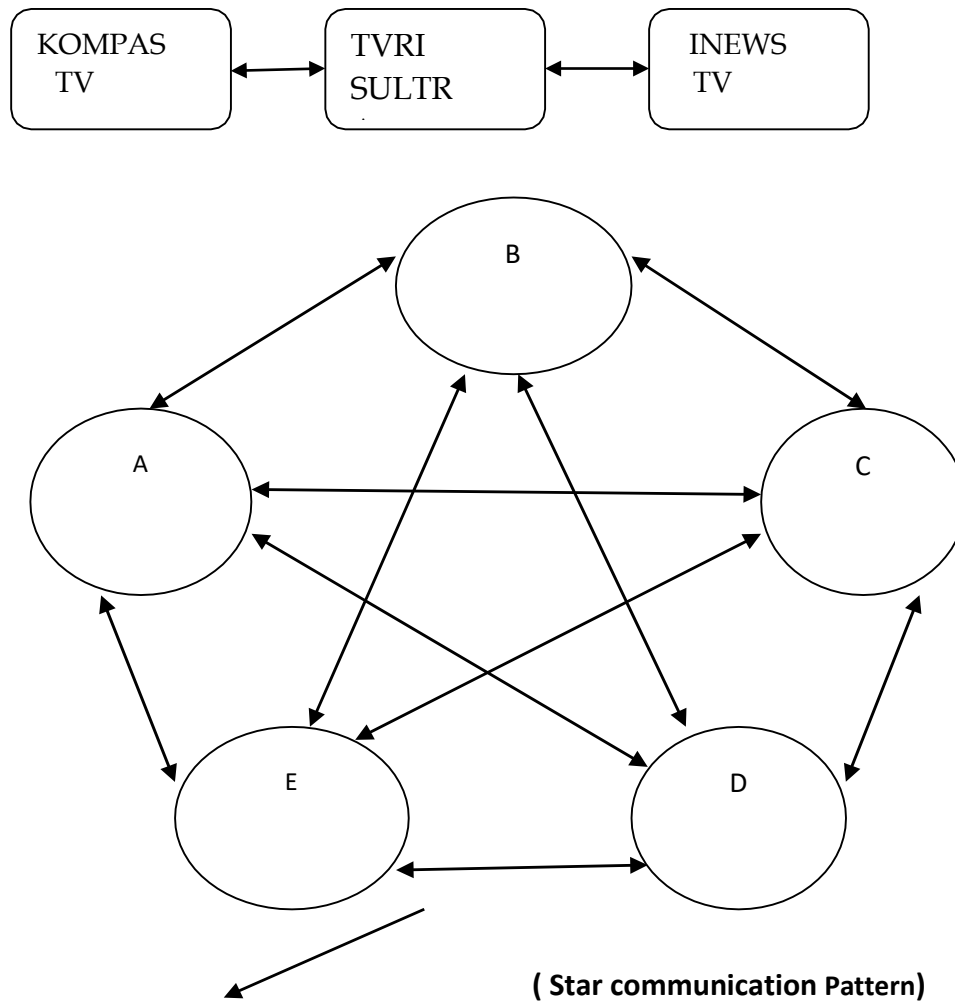 KOMPAS
TV
TVRI
SULTR
INEWS
TV
B
A
C
E
D
( Star communication Pattern)